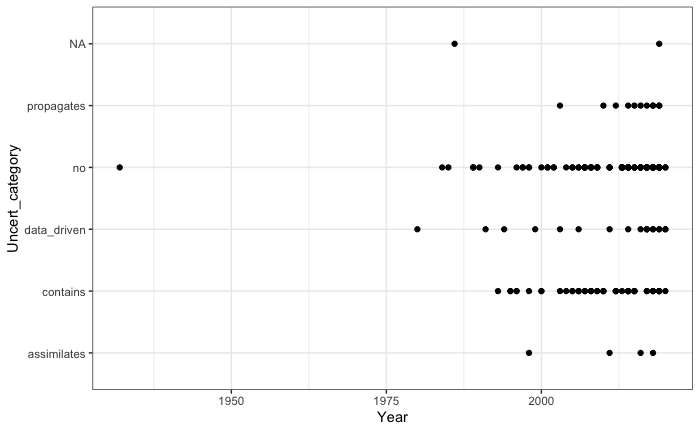 NA
propagates
no
data_driven
contains
assimilates
Uncert_category
1950
1975
2000
Year